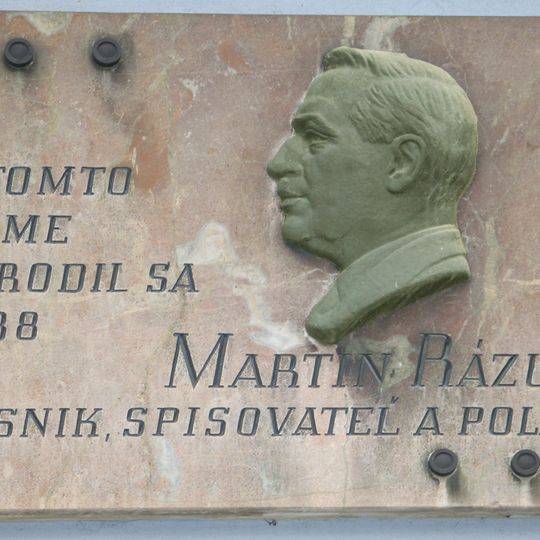 TOMTO
ME
RODIL SA
38
MARTIN RÁZU
SNIK, SPISOVATEĽ A POL